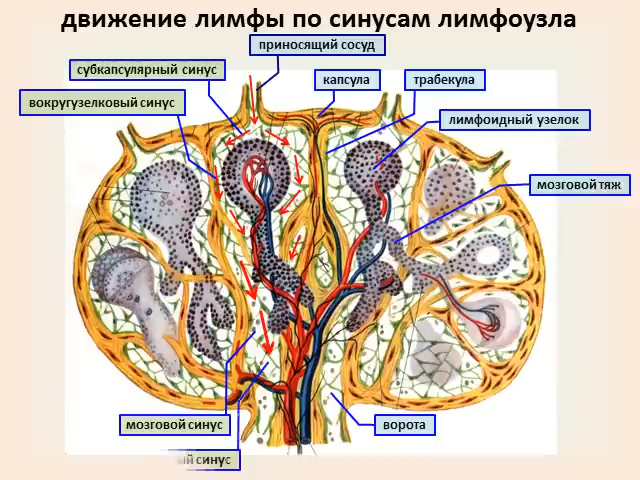 движение лимфы по синусам лимфоузла
приносящий сосуд
субкапсулярный синус
капсула
трабекула
вокругузелковый синус
лимфоидный узелок
мозговой тяж
мозговой синус
ворота
синус